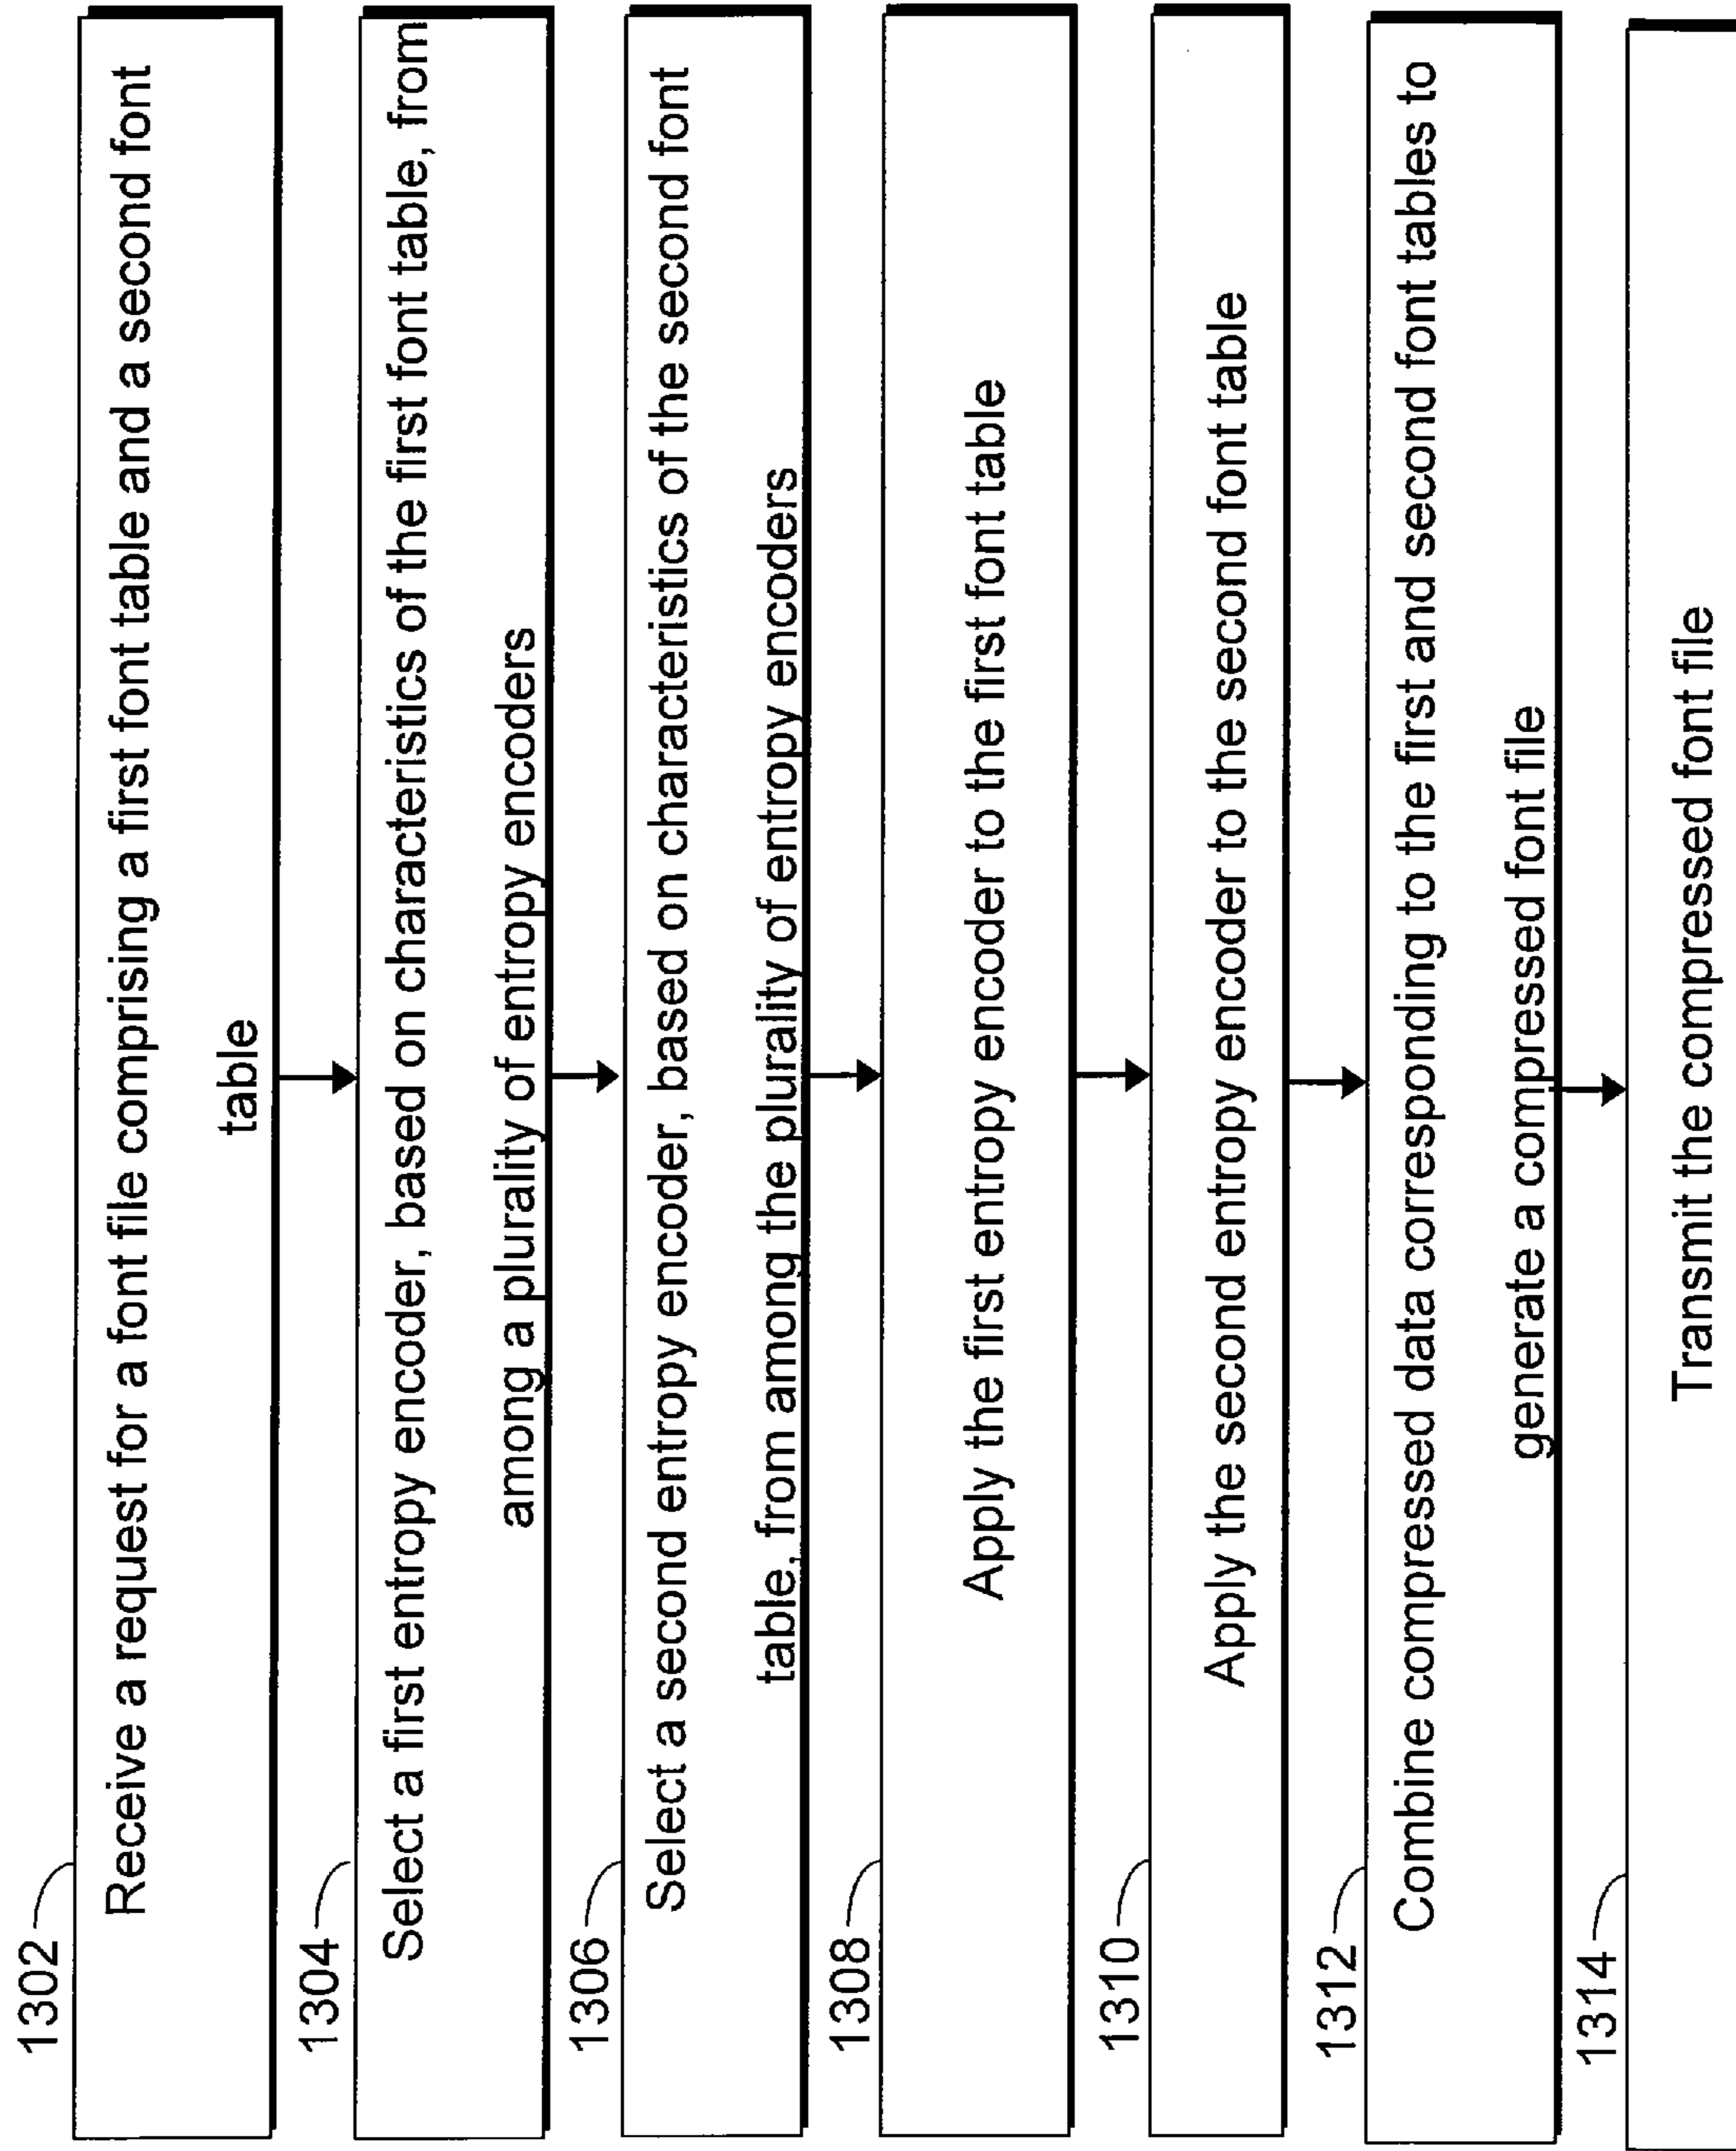 1302
Receive a request for a font file comprising a first font table and a second font
table
1304
Select a first entropy encoder, based on characteristics of the first font table, from
among a plurality of entropy encoders
1306
Select a second entropy encoder, based on characteristics of the second font
table, from among the plurality of entropy encoders
1308
Apply the first entropy encoder to the first font table
1310
Apply the second entropy encoder to the second font table
1312
Combine compressed data corresponding to the first and second font tables to
generate a compressed font file
1314
Transmit the compressed font file